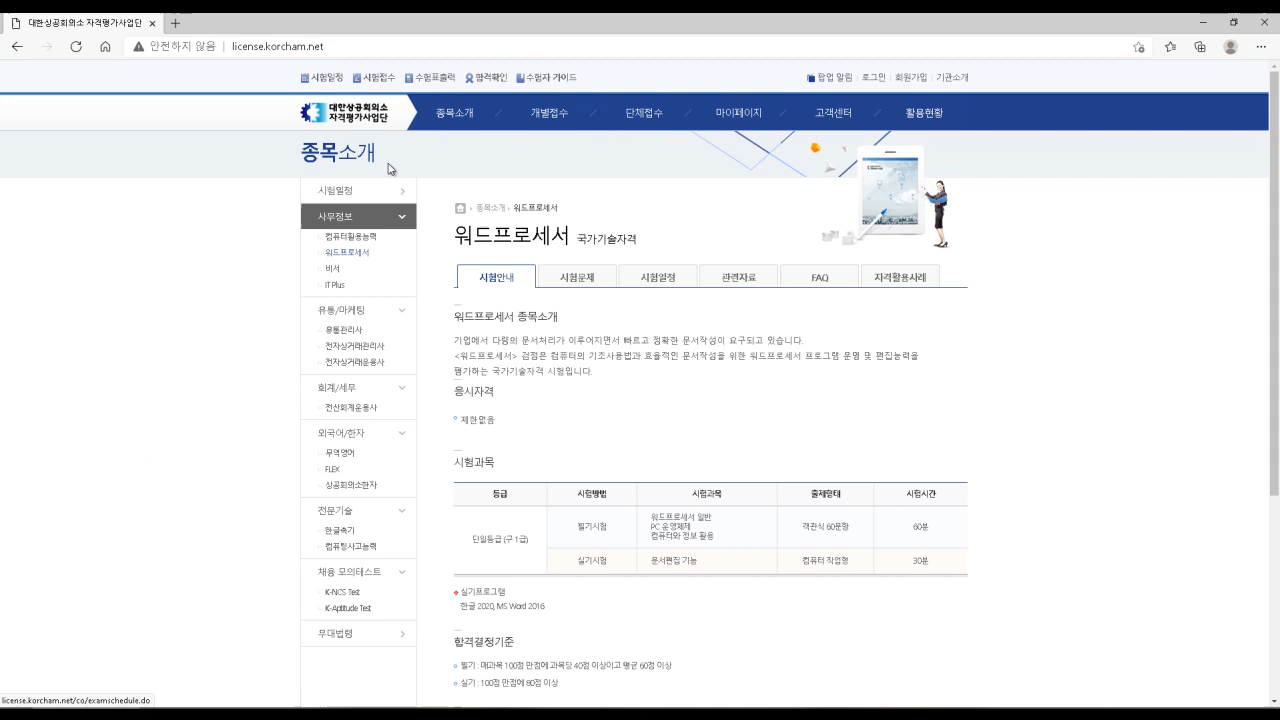 대한상공회의소 자격평가사업단
안전하지 않음 | license.korcham.net
시험일정 시험접수 수험표출력 합격확인 수험자 가이드
팝업 알림 로그인 회원가입 기관소개
대한상공회의소
자격평가사업단
종목소개 개별접수 단체접수 마이페이지 고객센터 활용현황
종목소개
시험일정
사무정보
컴퓨터활용능력
워드프로세서
비서
IT Plus
유통/마케팅
유통관리사
전자상거래관리사
전자상거래운용사
회계/세무
전산회계운용사
외국어/한자
무역영어
FLEX
상공회의소한자
전문기술
한글속기
컴퓨팅사고능력
채용 모의테스트
K-NCS Test
K-Aptitude Test
우대법령
종목소개 워드프로세서
워드프로세서 국가기술자격
시험안내 시험문제 시험일정 관련자료 FAQ 자격활용사례
워드프로세서 종목소개
기업에서 다량의 문서처리가 이루어지면서 빠르고 정확한 문서작성이 요구되고 있습니다.
<워드프로세서> 검정은 컴퓨터의 기초사용법과 효율적인 문서작성을 위한 워드프로세서 프로그램 운영 및 편집능력을
평가하는 국가기술자격 시험입니다.
응시자격
제한없음
시험과목
등급 시험방법 시험과목 출제형태 시험시간
단일등급 (구 1급)
필기시험
워드프로세서 일반
PC 운영체제
컴퓨터와 정보 활용
객관식 60문항
60분
실기시험 문서편집 기능 컴퓨터 작업형 30분
실기프로그램
한글 2020, MS Word 2016
합격결정기준
필기 : 매과목 100점 만점에 과목당 40점 이상이고 평균 60점 이상
실기 : 100점 만점에 80점 이상
license.korcham.net/co/examschedule.do